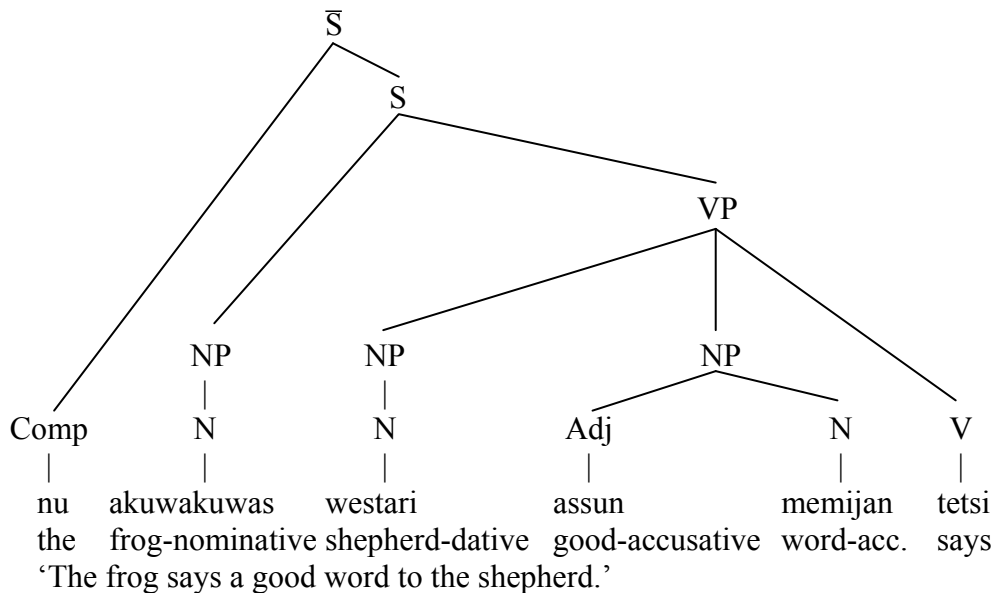 S̅
S
VP
NP NP NP
Comp N N Adj N V
nu akuwakuwas westari assun memijan tetsi
the frog-nominative shepherd-dative good-accusative word-acc. says
‘The frog says a good word to the shepherd.’